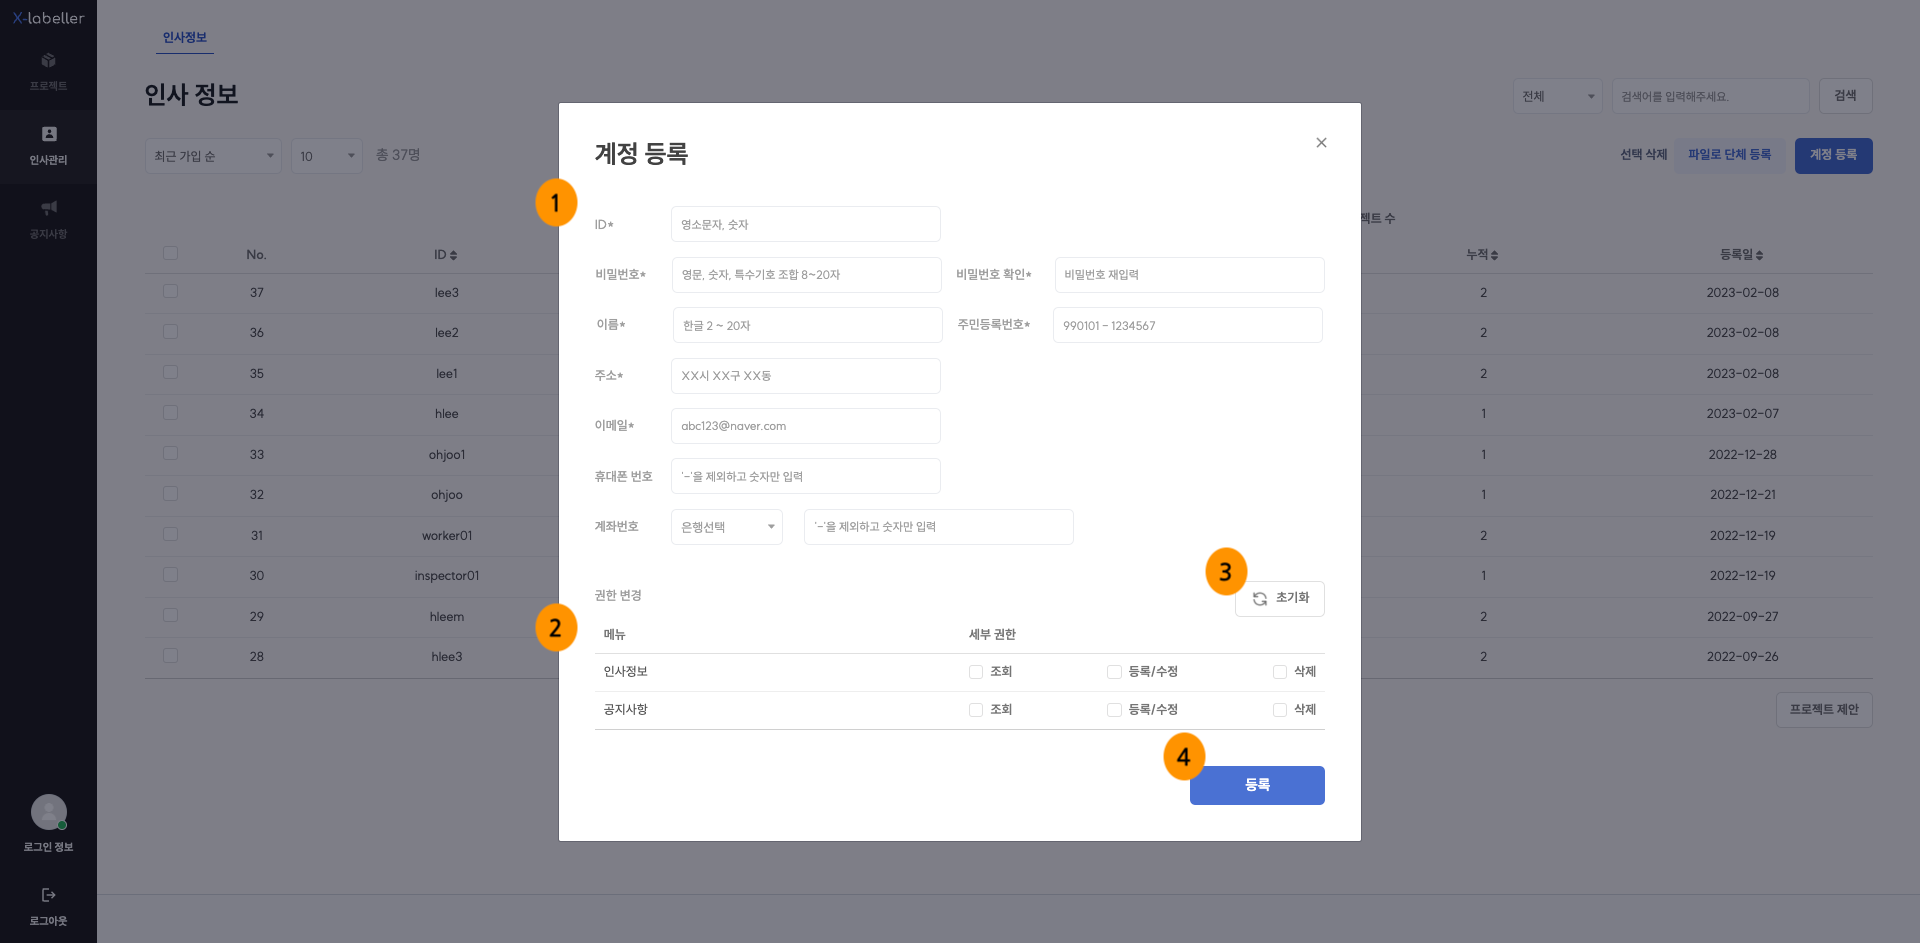 X-labeller
프로젝트
인사관리
공지사항
로그인 정보
로그아웃
인사정보
인사 정보
전체
검색어를 입력해주세요.
검색
최근 가입 순
10
총 37명
선택 삭제
파일로 단체 등록
계정 등록
젝트 수
No.
ID
누적
등록일
37
lee3
2
2023-02-08
36
lee2
2
2023-02-08
35
lee1
2
2023-02-08
34
hlee
1
2023-02-07
33
ohjoo1
1
2022-12-28
32
ohjoo
1
2022-12-21
31
worker01
2
2022-12-19
30
inspector01
1
2022-12-19
29
hleem
2
2022-09-27
28
hlee3
2
2022-09-26
프로젝트 제안
계정 등록
1
ID*
영소문자, 숫자
비밀번호*
영문, 숫자, 특수기호 조합 8~20자
비밀번호 확인*
비밀번호 재입력
이름*
한글 2 ~ 20자
주민등록번호*
990101 - 1234567
주소*
XX시 XX구 XX동
이메일*
abc123@naver.com
휴대폰 번호
'-'을 제외하고 숫자만 입력
계좌번호
은행선택
'-'을 제외하고 숫자만 입력
3
권한 변경
초기화
2
메뉴
세부 권한
인사정보
조회
등록/수정
삭제
공지사항
조회
등록/수정
삭제
4
등록